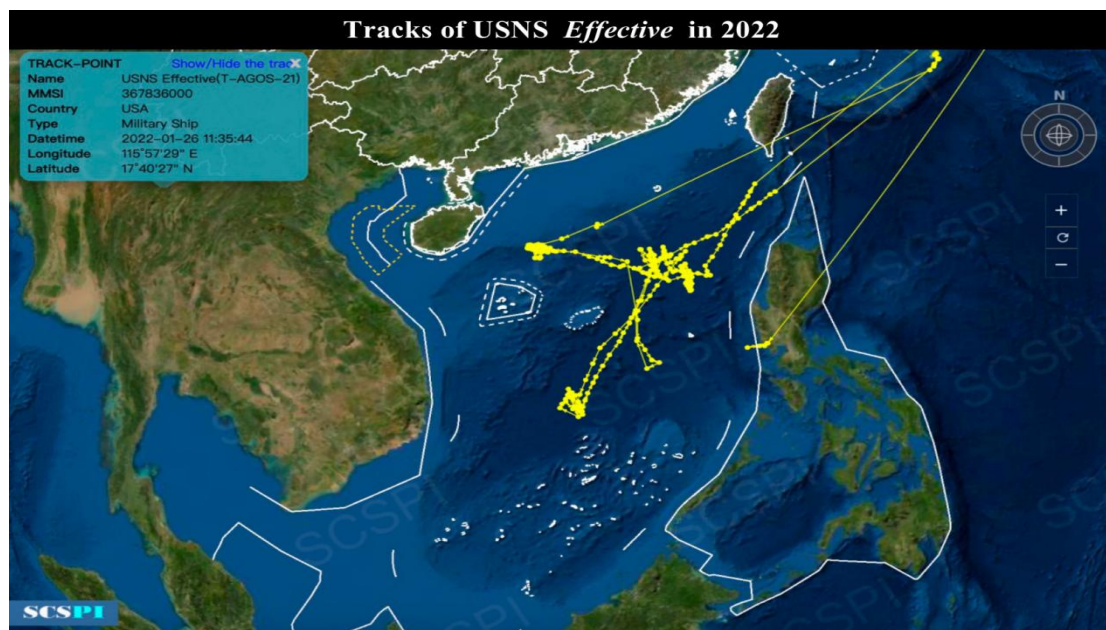 Tracks of USNS Effective in 2022
TRACK-POINT Show/Hide the trac X
Name USNS Effective(T-AGOS-21)
MMSI 367836000
Country USA
Type Military Ship
Datetime 2022-01-26 11:35:44
Longitude 115°57'29" E
Latitude 17°40'27" N
N
SCSPI
SCSPI
SCSPI
SCSPI
SCSPI